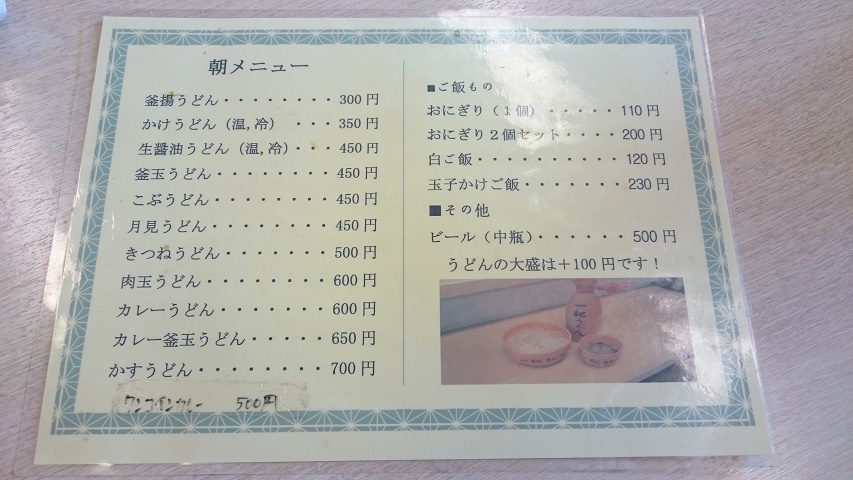 朝メニュー
釜揚うどん・・・・・・・・・300円
かけうどん（温,冷）　・・・350円
生醤油うどん（温,冷）・・・450円
釜玉うどん・・・・・・・・450円
こぶうどん・・・・・・・・450円
月見うどん・・・・・・・・450円
きつねうどん・・・・・・・500円
肉玉うどん・・・・・・・・600円
カレーうどん・・・・・・・600円
カレー釜玉うどん・・・・・650円
かすうどん・・・・・・・・700円
カレー　500円
■ご飯もの
おにぎり（1個）・・・・・110円
おにぎり2個セット・・・・200円
白ご飯・・・・・・・・・・120円
玉子かけご飯・・・・・・・230円
■その他
ビール（中瓶）・・・・・・500円
うどんの大盛は＋100円です！